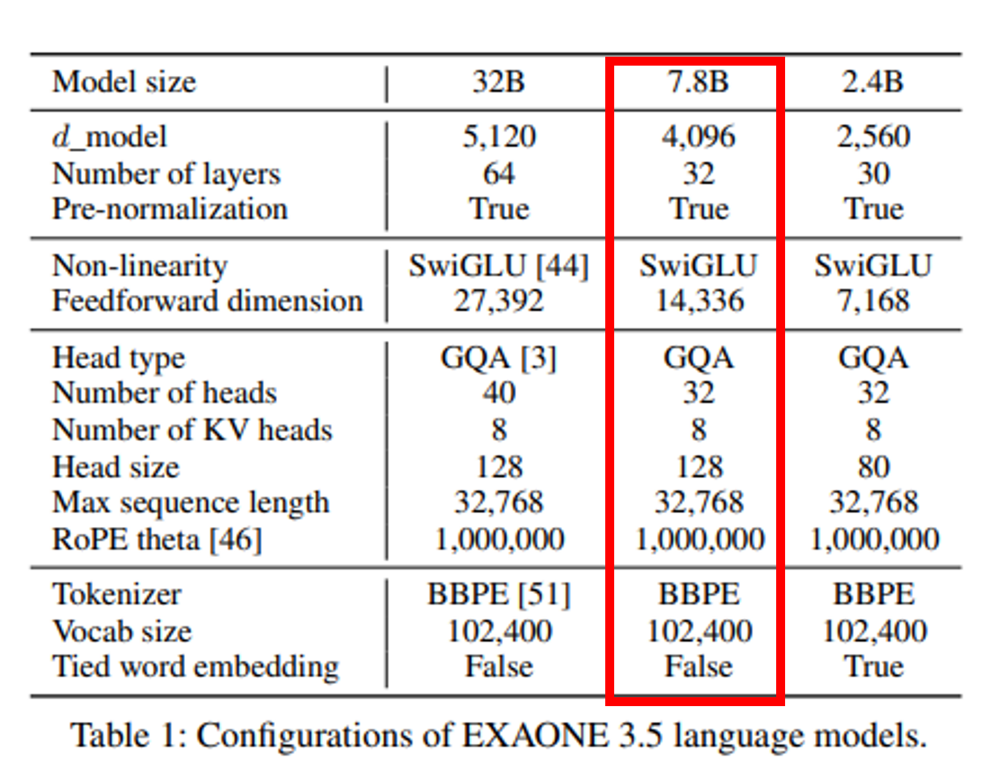 Model size 32B 7.8B 2.4B
d_model 5,120 4,096 2,560
Number of layers 64 32 30
Pre-normalization True True True
Non-linearity SwiGLU [44] SwiGLU SwiGLU
Feedforward dimension 27,392 14,336 7,168
Head type GQA [3] GQA GQA
Number of heads 40 32 32
Number of KV heads 8 8 8
Head size 128 128 80
Max sequence length 32,768 32,768 32,768
RoPE theta [46] 1,000,000 1,000,000 1,000,000
Tokenizer BBPE [51] BBPE BBPE
Vocab size 102,400 102,400 102,400
Tied word embedding False False True
Table 1: Configurations of EXAONE 3.5 language models.